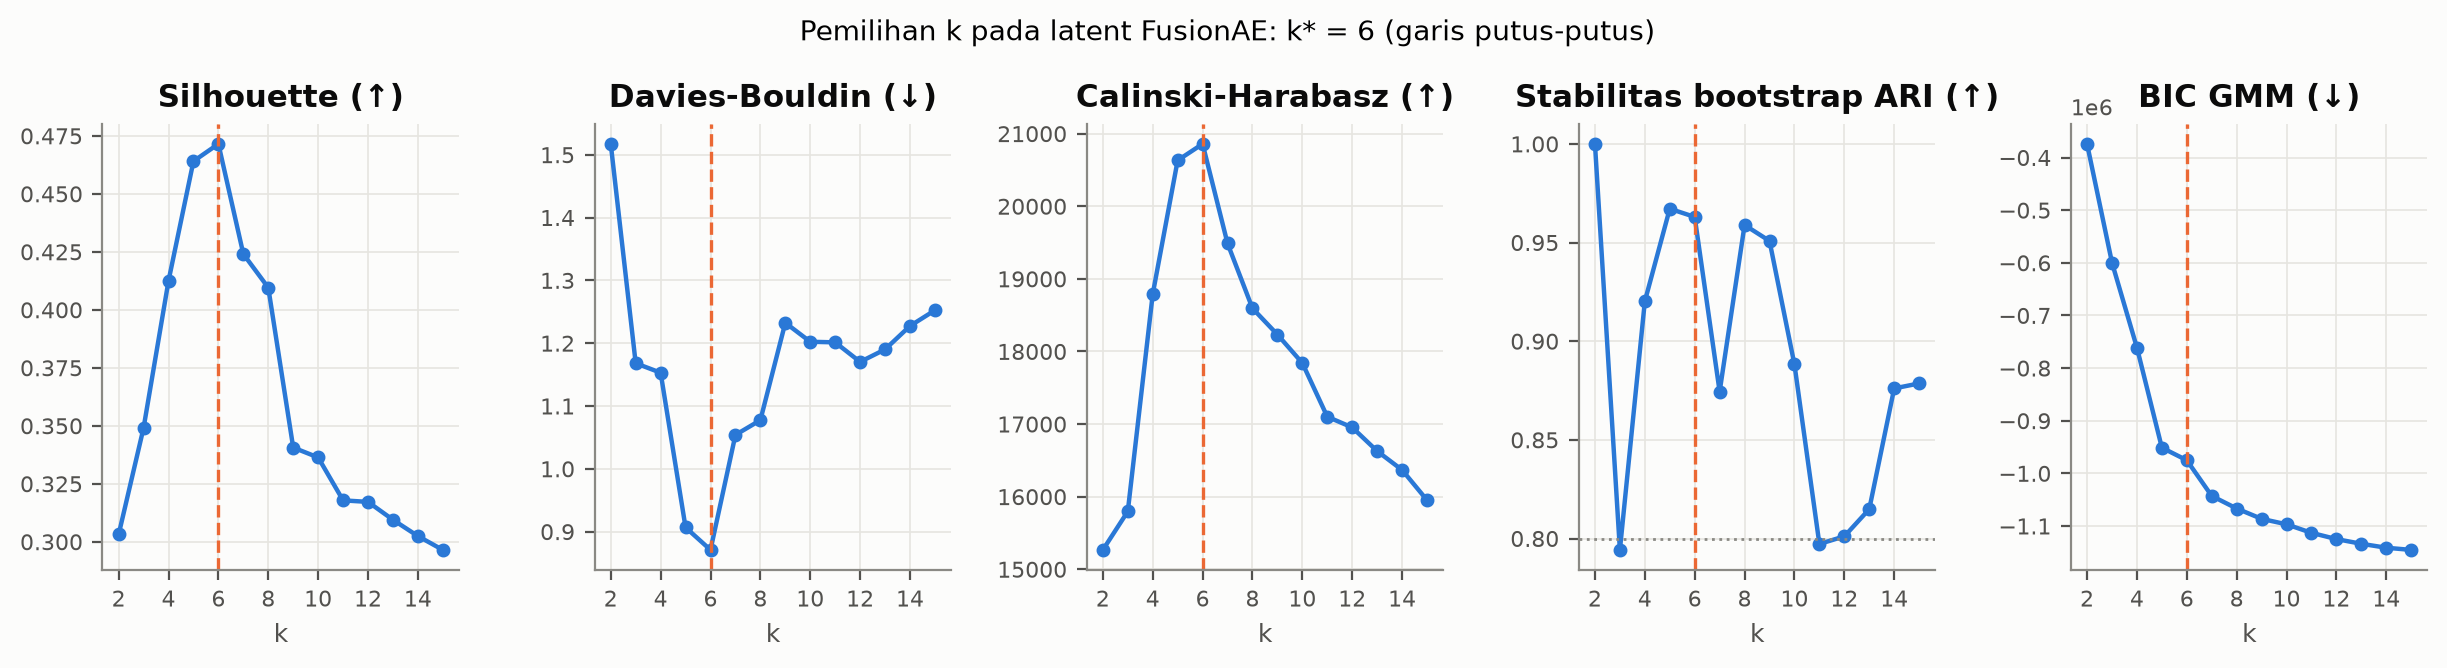 Pemilihan k pada latent FusionAE: k* = 6 (garis putus-putus)
Silhouette (↑)
0.475
0.450
0.425
0.400
0.375
0.350
0.325
0.300
2 4 6 8 10 12 14
k
Davies-Bouldin (↓)
1.5
1.4
1.3
1.2
1.1
1.0
0.9
2 4 6 8 10 12 14
k
Calinski-Harabasz (↑)
21000
20000
19000
18000
17000
16000
15000
2 4 6 8 10 12 14
k
Stabilitas bootstrap ARI (↑)
1.00
0.95
0.90
0.85
0.80
2 4 6 8 10 12 14
k
BIC GMM (↓)
1e6
−0.4
−0.5
−0.6
−0.7
−0.8
−0.9
−1.0
−1.1
2 4 6 8 10 12 14
k